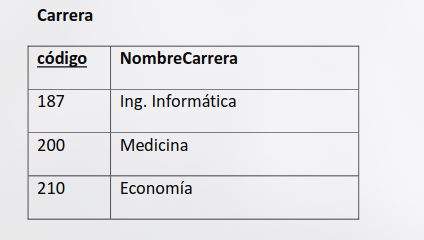 Carrera
código NombreCarrera
187 Ing. Informática
200 Medicina
210 Economía